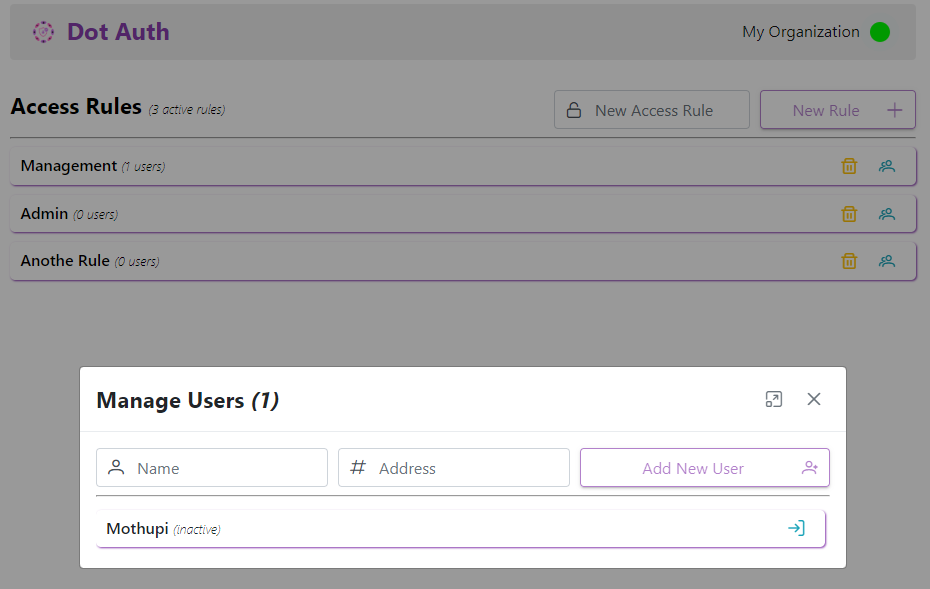 Dot Auth
My Organization
Access Rules (3 active rules)
New Access Rule
New Rule
Management (1 users)
Admin (0 users)
Anothe Rule (0 users)
Manage Users (1)
Name
Address
Add New User
Mothupi (inactive)